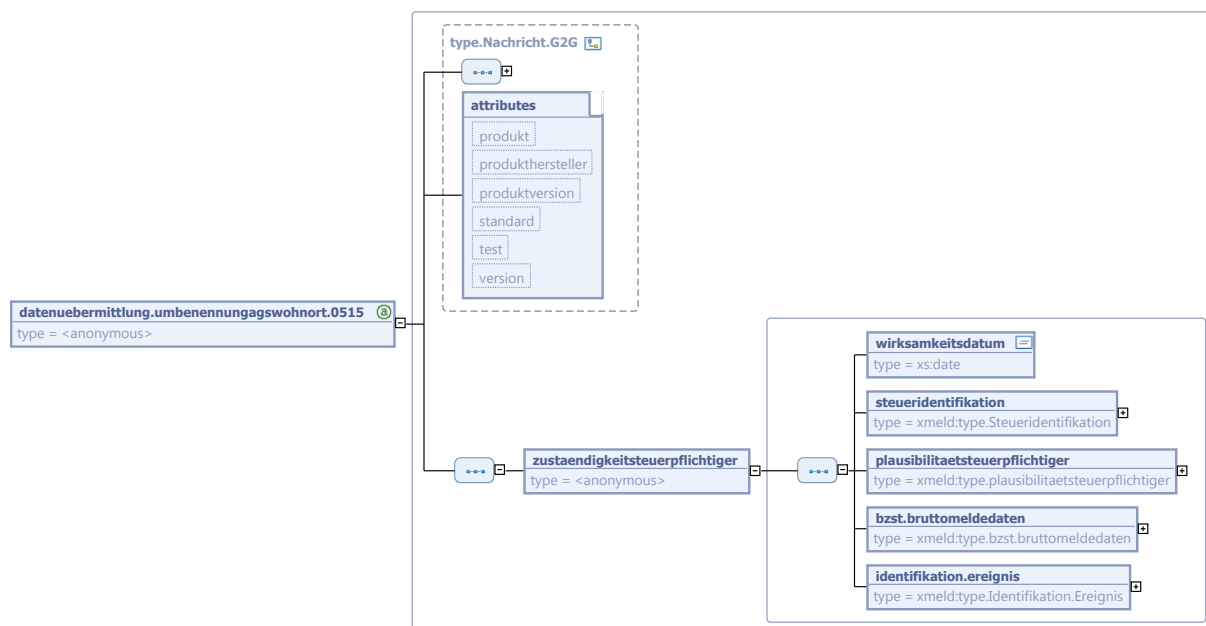 type.Nachricht.G2G
attributes
produkt
produkthersteller
produktversion
standard
test
version
datenuebermittlung.umbenennungagswohnort.0515
type = <anonymous>
zustaendigkeitsteuerpflichtiger
type = <anonymous>
wirksamkeitsdatum
type = xs:date
steueridentifikation
type = xmeld:type.Steueridentifikation
plausibilitaetsteuerpflichtiger
type = xmeld:type.plausibilitaetsteuerpflichtiger
bzst.bruttomeldedaten
type = xmeld:type.bzst.bruttomeldedaten
identifikation.ereignis
type = xmeld:type.Identifikation.Ereignis